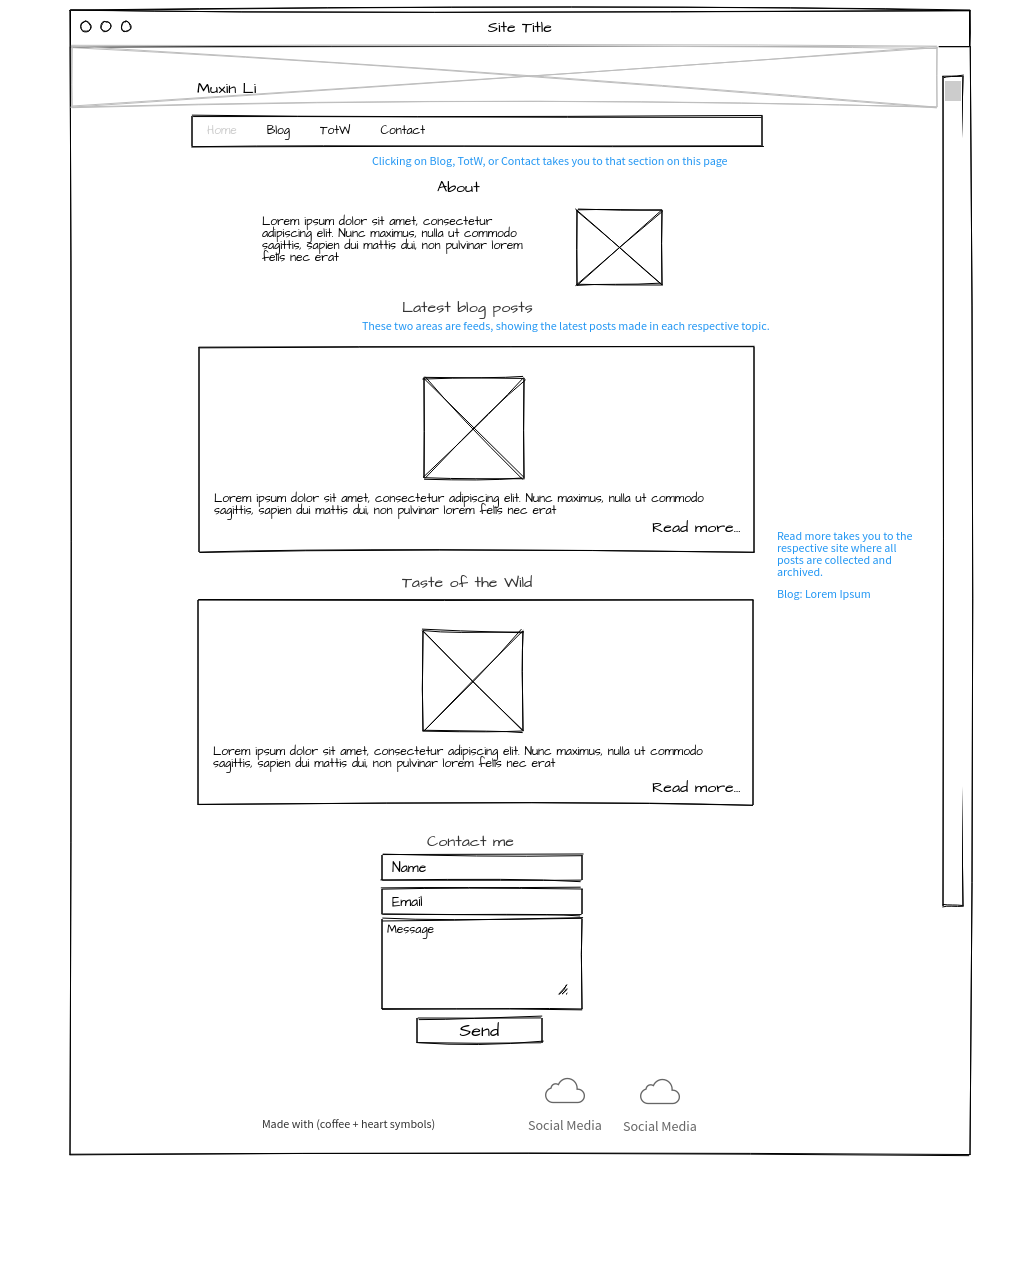 Site Title
Muxin Li
Home Blog TotW Contact
Clicking on Blog, TotW, or Contact takes you to that section on this page
About
Lorem ipsum dolor sit amet, consectetur
adipiscing elit. Nunc maximus, nulla ut commodo
sagittis, sapien dui mattis dui, non pulvinar lorem
felis nec erat
Latest blog posts
These two areas are feeds, showing the latest posts made in each respective topic.
Lorem ipsum dolor sit amet, consectetur adipiscing elit. Nunc maximus, nulla ut commodo
sagittis, sapien dui mattis dui, non pulvinar lorem felis nec erat
Read more...
Read more takes you to the
respective site where all
posts are collected and
archived.
Blog: Lorem Ipsum
Taste of the Wild
Lorem ipsum dolor sit amet, consectetur adipiscing elit. Nunc maximus, nulla ut commodo
sagittis, sapien dui mattis dui, non pulvinar lorem felis nec erat
Read more...
Contact me
Name
Email
Message
Send
Made with (coffee + heart symbols)
Social Media
Social Media